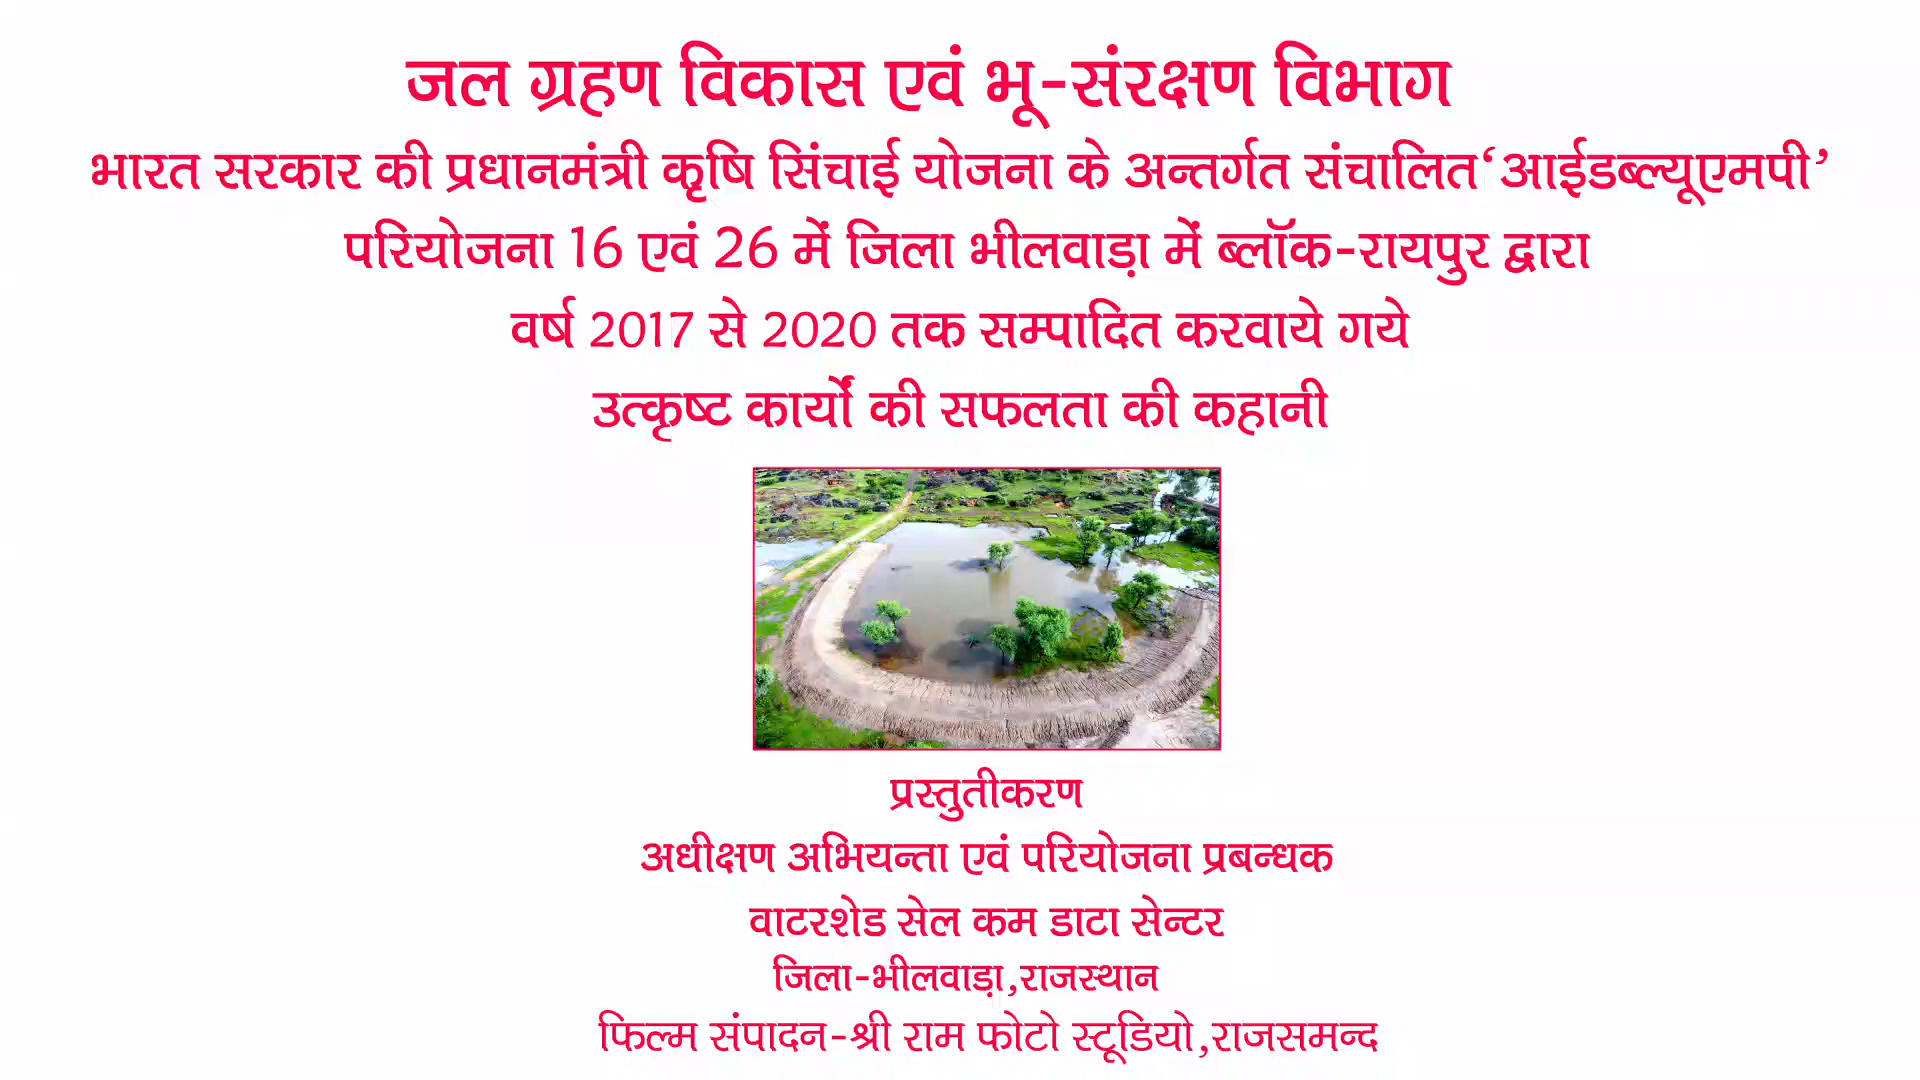 जल ग्रहण विकास एवं भू-संरक्षण विभाग
भारत सरकार की प्रधानमंत्री कृषि सिंचाई योजना के अन्तर्गत संचालित‘आईडब्ल्यूएमपी’
परियोजना 16 एवं 26 में जिला भीलवाड़ा में ब्लॉक-रायपुर द्वारा
वर्ष 2017 से 2020 तक सम्पादित करवाये गये
उत्कृष्ट कार्यों की सफलता की कहानी
प्रस्तुतीकरण
अधीक्षण अभियन्ता एवं परियोजना प्रबन्धक
वाटरशेड सेल कम डाटा सेन्टर
जिला-भीलवाड़ा,राजस्थान
फिल्म संपादन-श्री राम फोटो स्टूडियो,राजसमन्द